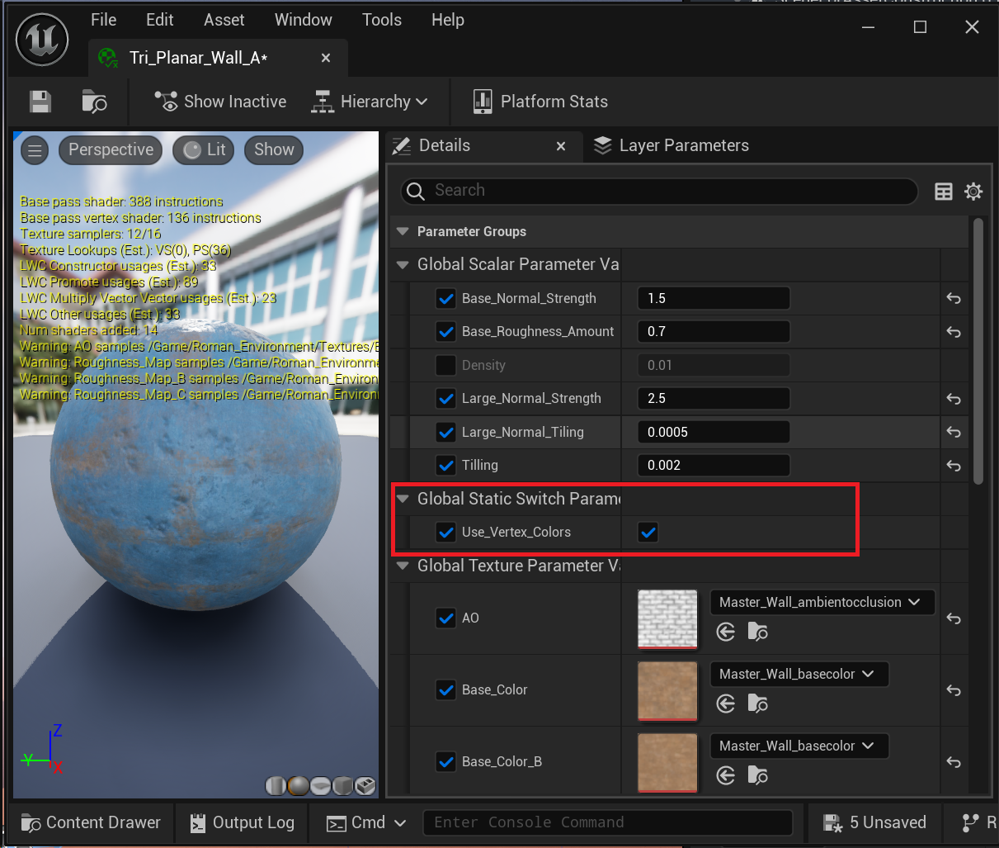 File Edit Asset Window Tools Help
Tri_Planar_Wall_A*
Show Inactive Hierarchy Platform Stats
Perspective Lit Show
Base pass shader: 388 instructions
Base pass vertex shader: 136 instructions
Texture samplers: 12/16
Texture Lookups (Est.): VS(0), PS(36)
LWC Constructor usages (Est.): 33
LWC Promote usages (Est.): 89
LWC Multiply Vector Vector usages (Est.): 23
LWC Other usages (Est.): 33
Num shaders added: 14
Warning: AO samples /Game/Roman_Environment/Textures/
Warning: Roughness_Map samples /Game/Roman_Environme
Warning: Roughness_Map_B samples /Game/Roman_Environ
Warning: Roughness_Map_C samples /Game/Roman_Environ
Z
Y
X
Details Layer Parameters
Search
Parameter Groups
Global Scalar Parameter Va
Base_Normal_Strength 1.5
Base_Roughness_Amount 0.7
Density 0.01
Large_Normal_Strength 2.5
Large_Normal_Tiling 0.0005
Tilling 0.002
Global Static Switch Parame
Use_Vertex_Colors
Global Texture Parameter Va
AO Master_Wall_ambientocclusion
Base_Color Master_Wall_basecolor
Base_Color_B Master_Wall_basecolor
Content Drawer Output Log Cmd Enter Console Command 5 Unsaved R